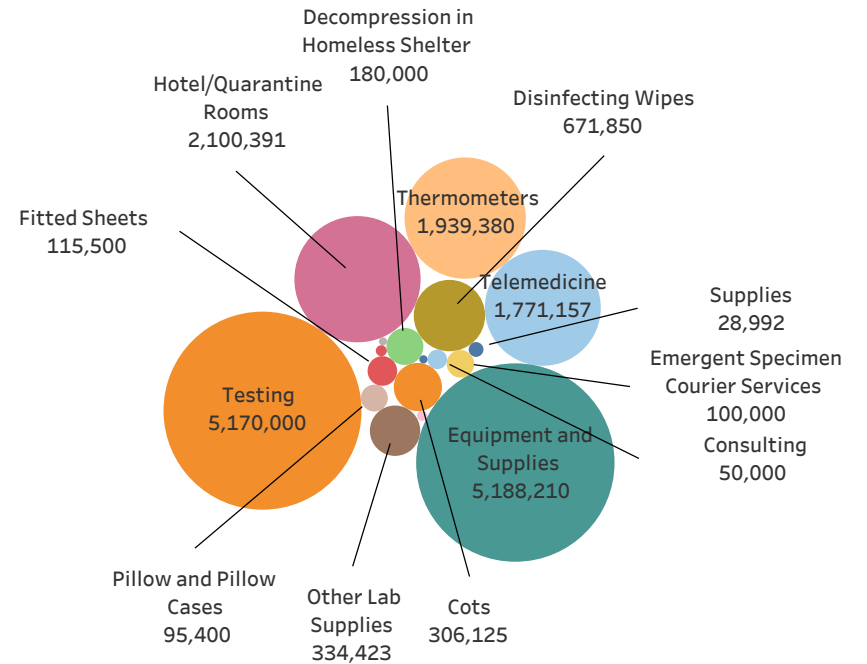 Decompression in
Homeless Shelter
180,000
Hotel/Quarantine
Rooms
2,100,391
Disinfecting Wipes
671,850
Thermometers
1,939,380
Fitted Sheets
115,500
Telemedicine
1,771,157
Supplies
28,992
Emergent Specimen
Courier Services
100,000
Testing
5,170,000
Equipment and
Supplies
5,188,210
Consulting
50,000
Pillow and Pillow
Cases
95,400
Other Lab
Supplies
334,423
Cots
306,125